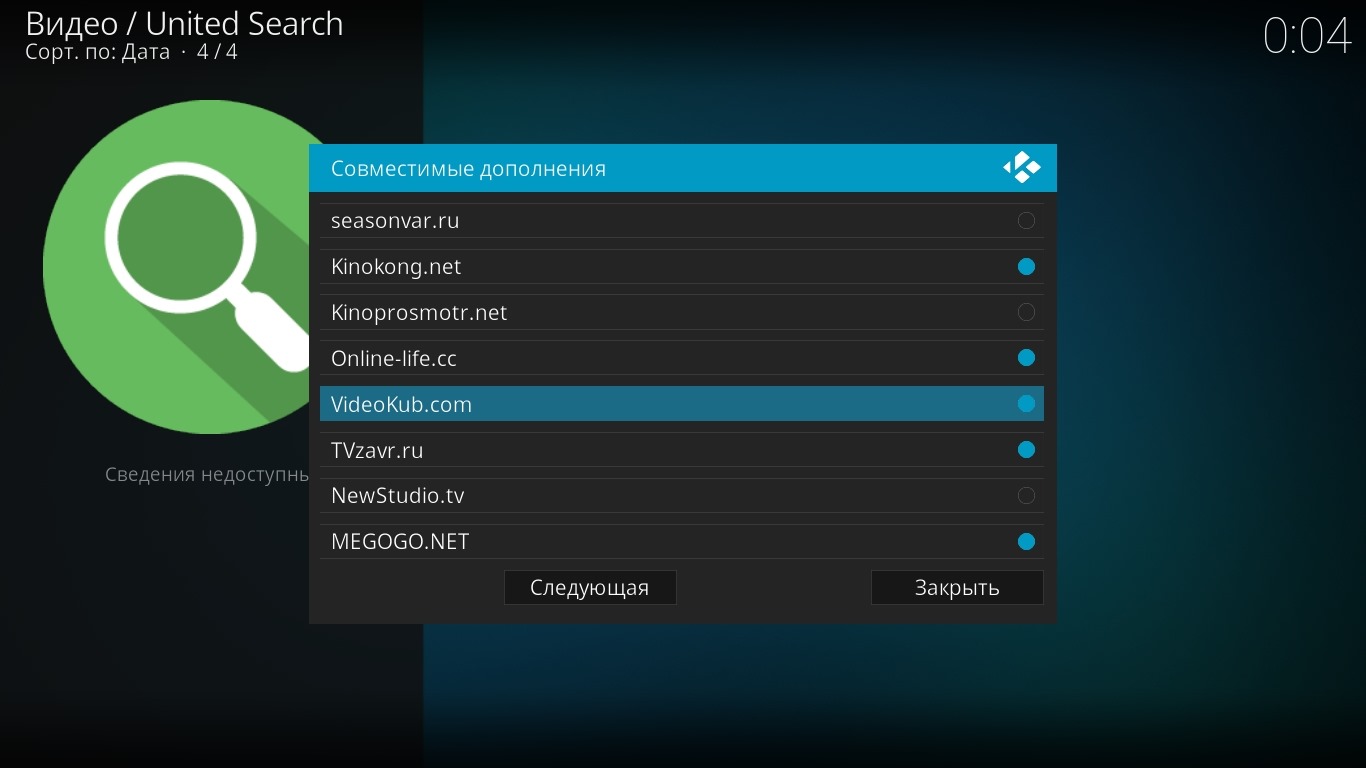 Видео / United Search
Сорт. по: Дата · 4 / 4
0:04
Совместимые дополнения
seasonvar.ru
Kinokong.net
Kinoprosmotr.net
Online-life.cc
VideoKub.com
TVzavr.ru
NewStudio.tv
MEGOGO.NET
Сведения недоступны
Следующая
Закрыть